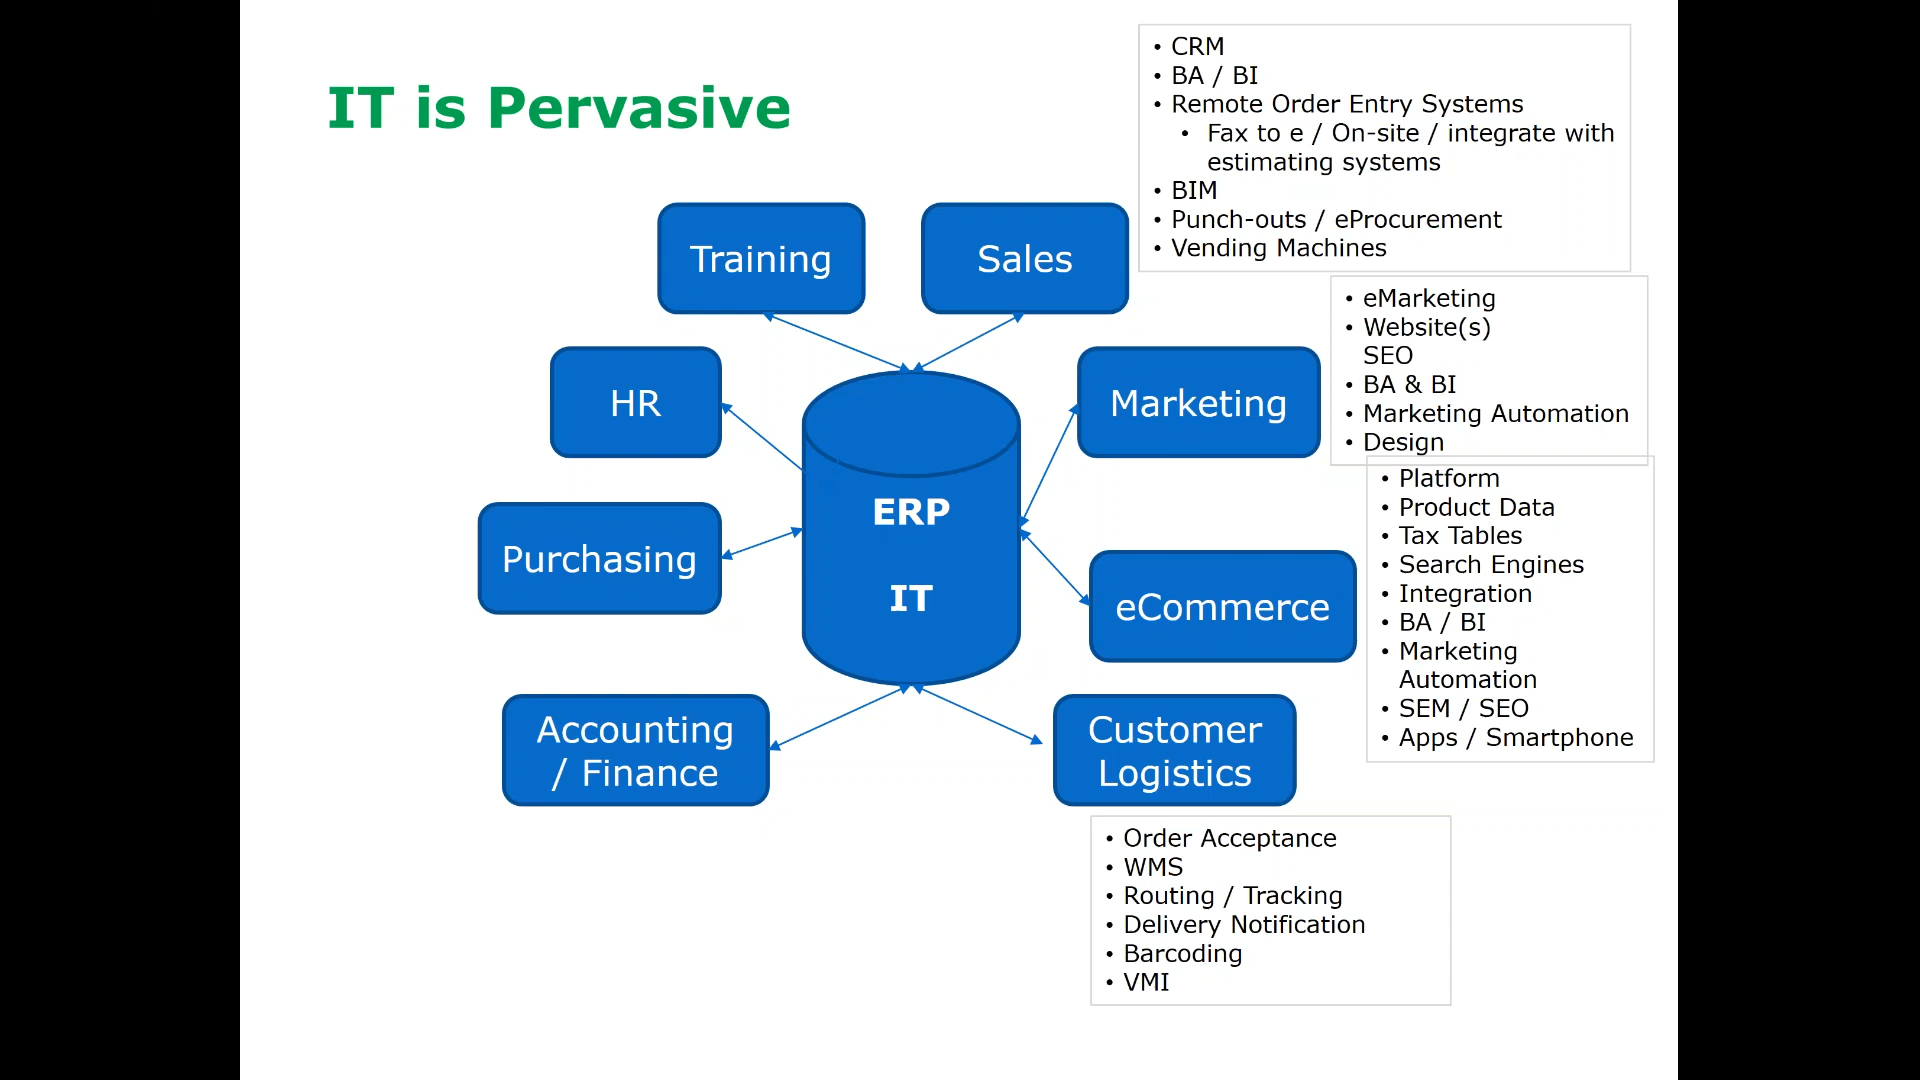 IT is Pervasive
• CRM
• BA / BI
• Remote Order Entry Systems
• Fax to e / On-site / integrate with
estimating systems
• BIM
• Punch-outs / eProcurement
• Vending Machines
Training
Sales
• eMarketing
• Website(s)
SEO
• BA & BI
• Marketing Automation
• Design
HR
Marketing
ERP
IT
Purchasing
eCommerce
• Platform
• Product Data
• Tax Tables
• Search Engines
• Integration
• BA / BI
• Marketing
Automation
• SEM / SEO
• Apps / Smartphone
Accounting
/ Finance
Customer
Logistics
• Order Acceptance
• WMS
• Routing / Tracking
• Delivery Notification
• Barcoding
• VMI